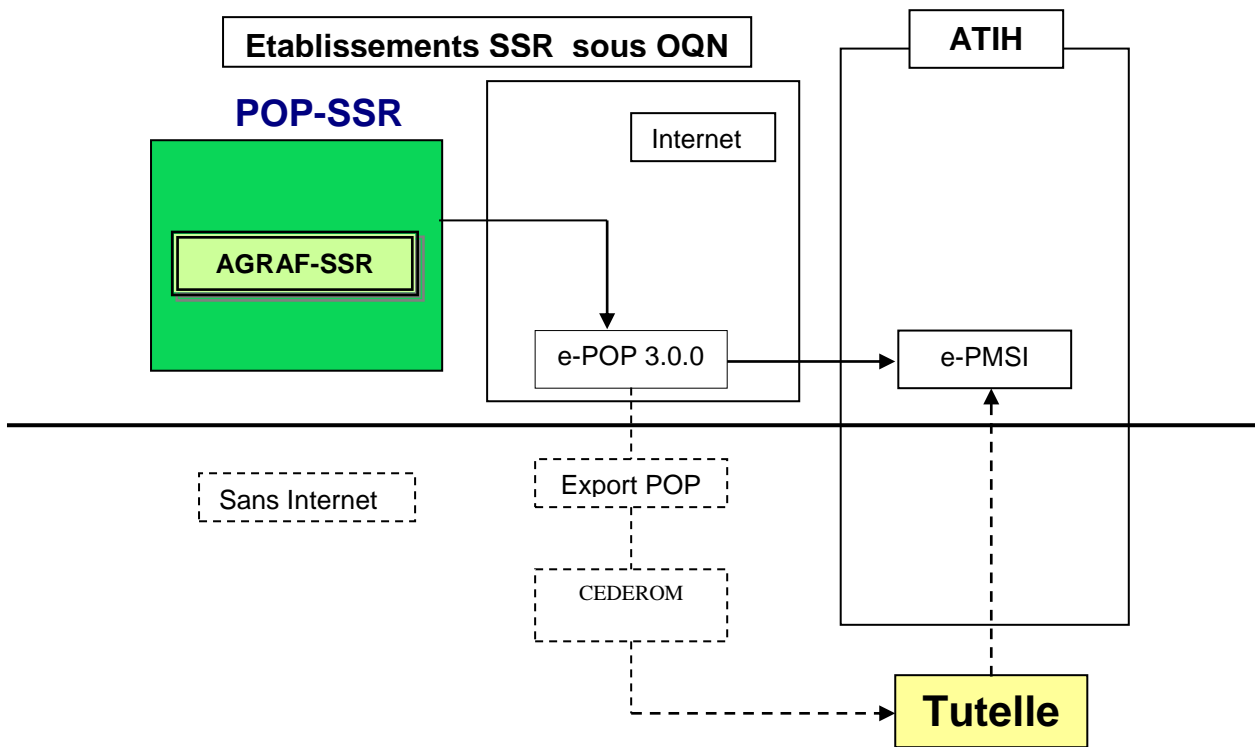 Etablissements SSR sous OQN
ATIH
POP-SSR
Internet
AGRAF-SSR
e-POP 3.0.0
e-PMSI
Sans Internet
Export POP
CEDEROM
Tutelle